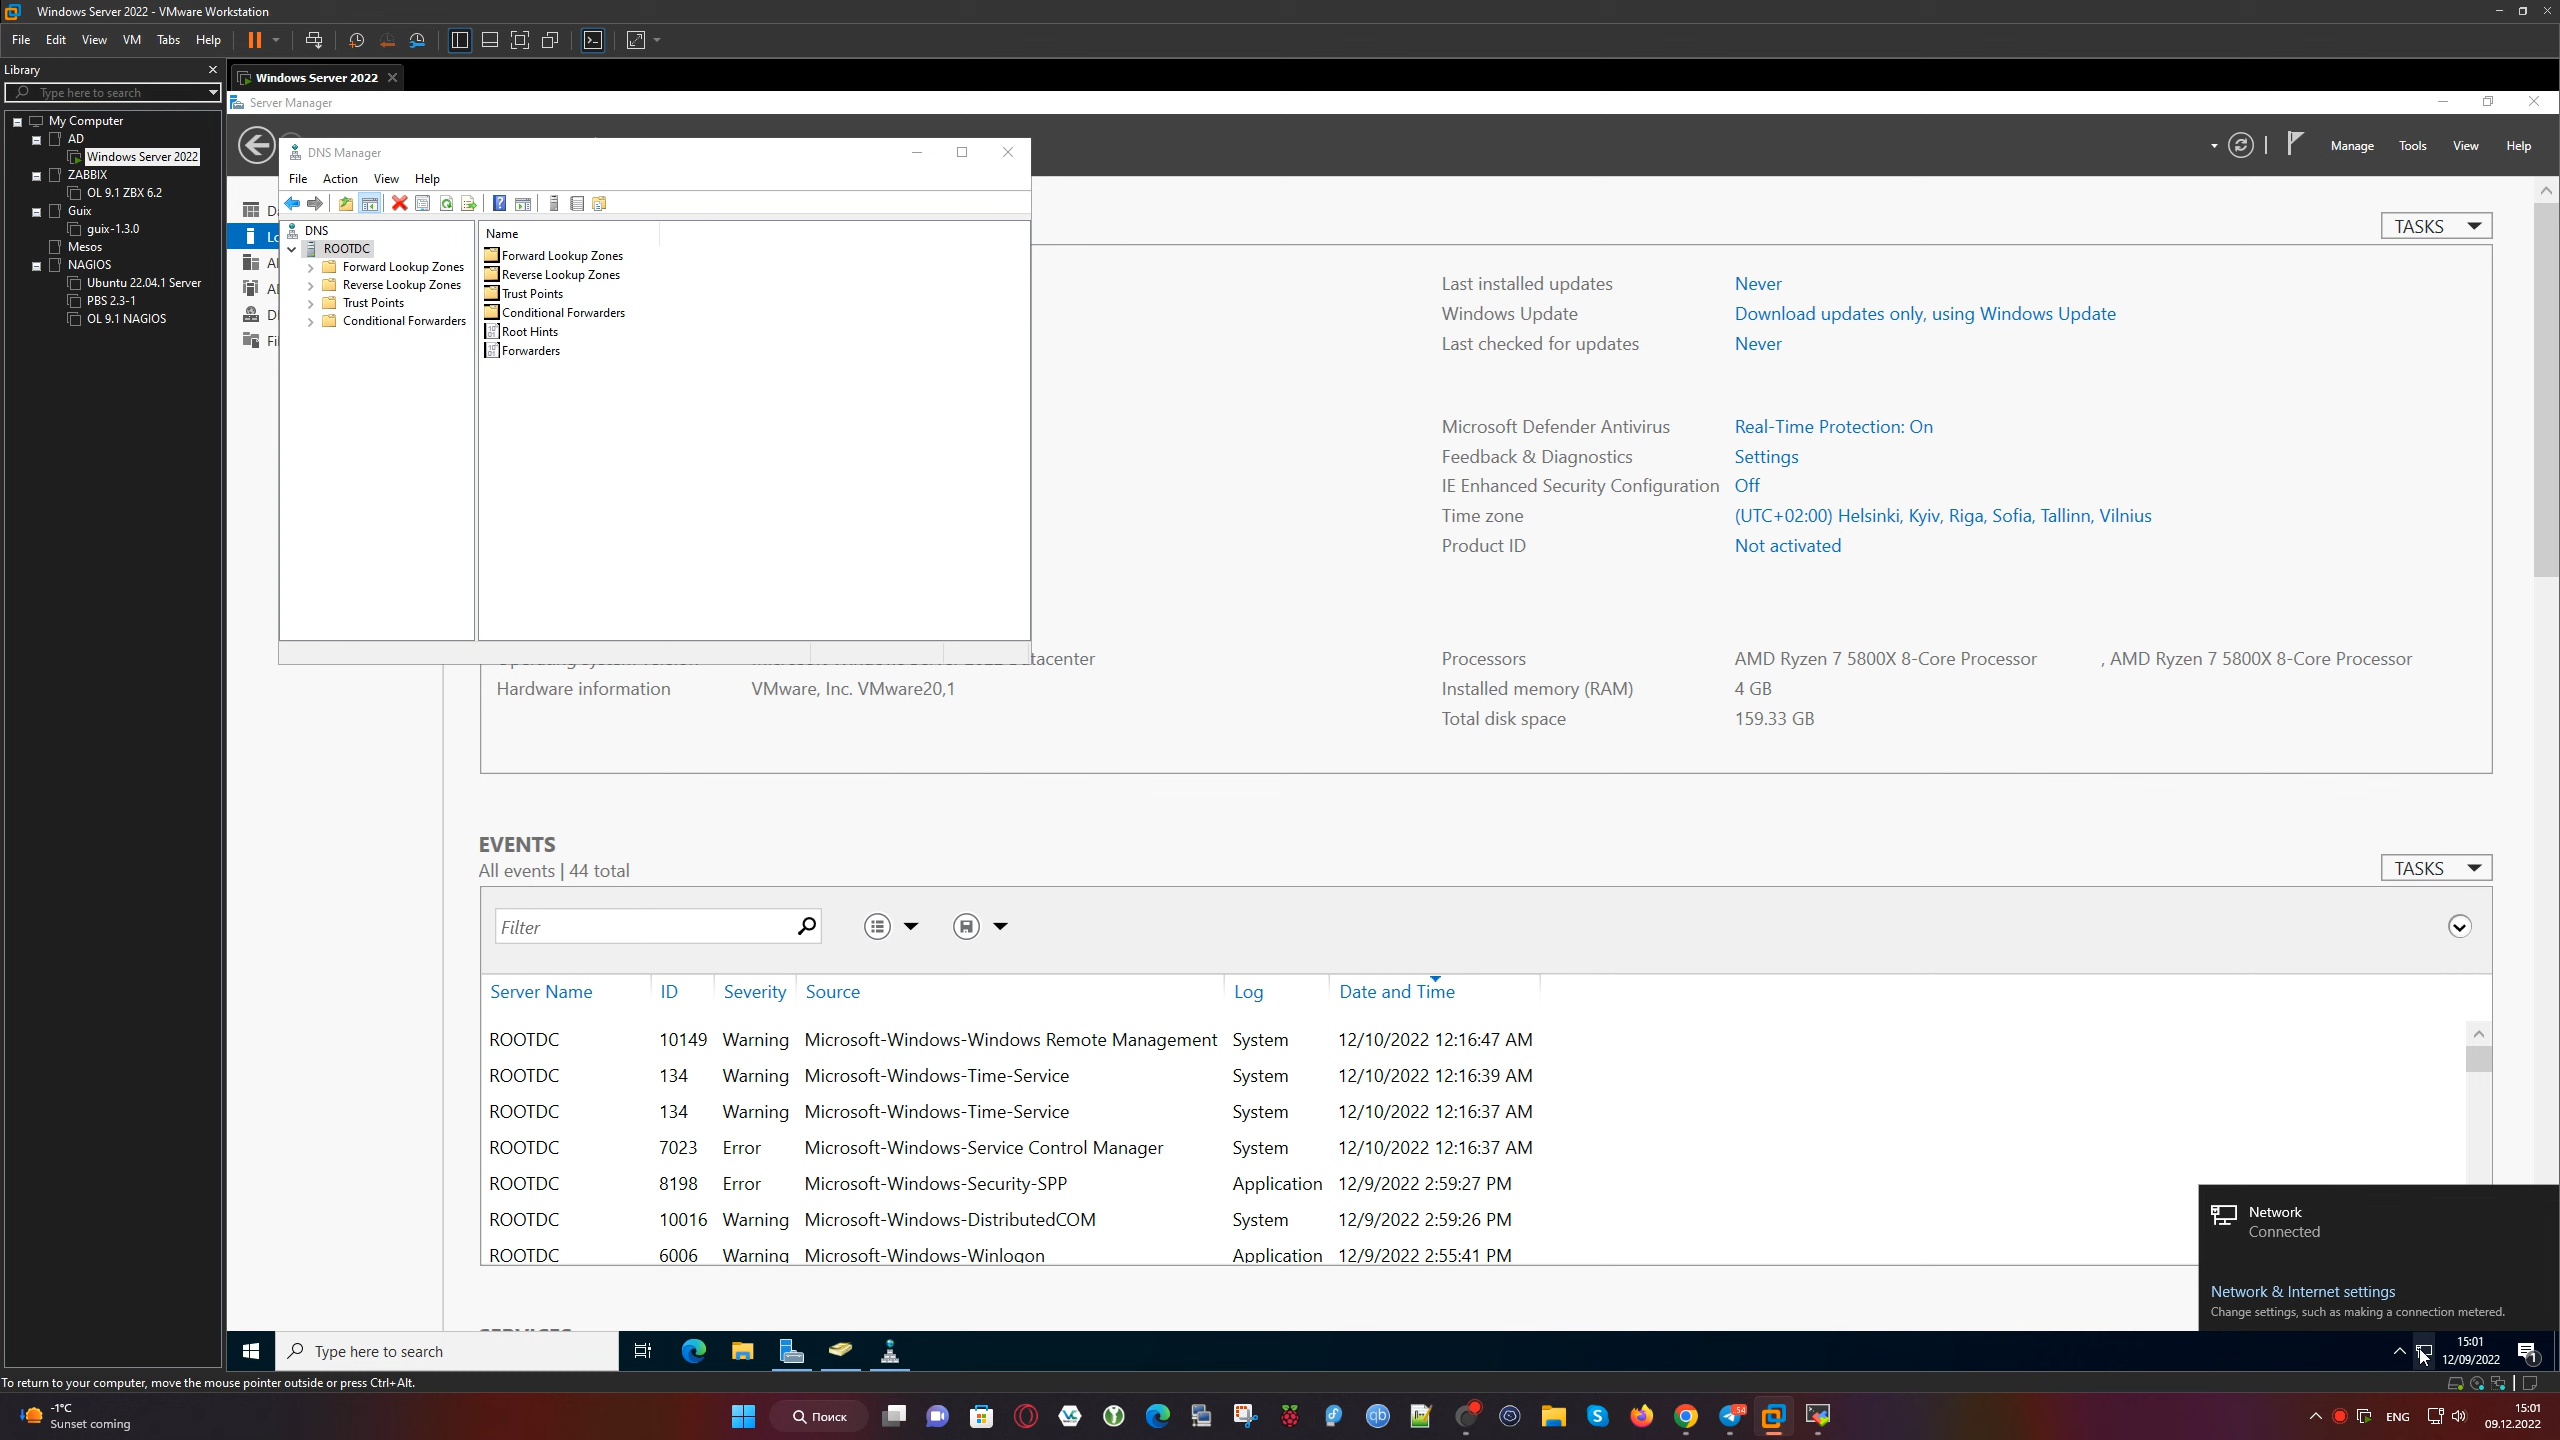 Windows Server 2022 - VMware Workstation
File Edit View VM Tabs Help
Library
Type here to search
My Computer
AD
Windows Server 2022
ZABBIX
OL 9.1 ZBX 6.2
Guix
guix-1.3.0
Mesos
NAGIOS
Ubuntu 22.04.1 Server
PBS 2.3-1
OL 9.1 NAGIOS
Windows Server 2022
Server Manager
Manage Tools View Help
DNS Manager
File Action View Help
DNS
ROOTDC
Forward Lookup Zones
Reverse Lookup Zones
Trust Points
Conditional Forwarders
Name
Forward Lookup Zones
Reverse Lookup Zones
Trust Points
Conditional Forwarders
Root Hints
Forwarders
TASKS
Last installed updates Never
Windows Update Download updates only, using Windows Update
Last checked for updates Never
Microsoft Defender Antivirus Real-Time Protection: On
Feedback & Diagnostics Settings
IE Enhanced Security Configuration Off
Time zone (UTC+02:00) Helsinki, Kyiv, Riga, Sofia, Tallinn, Vilnius
Product ID Not activated
Processors AMD Ryzen 7 5800X 8-Core Processor , AMD Ryzen 7 5800X 8-Core Processor
Hardware information VMware, Inc. VMware20,1 Installed memory (RAM) 4 GB
Total disk space 159.33 GB
EVENTS
All events | 44 total
TASKS
Filter
Server Name ID Severity Source Log Date and Time
ROOTDC 10149 Warning Microsoft-Windows-Windows Remote Management System 12/10/2022 12:16:47 AM
ROOTDC 134 Warning Microsoft-Windows-Time-Service System 12/10/2022 12:16:39 AM
ROOTDC 134 Warning Microsoft-Windows-Time-Service System 12/10/2022 12:16:37 AM
ROOTDC 7023 Error Microsoft-Windows-Service Control Manager System 12/10/2022 12:16:37 AM
ROOTDC 8198 Error Microsoft-Windows-Security-SPP Application 12/9/2022 2:59:27 PM
ROOTDC 10016 Warning Microsoft-Windows-DistributedCOM System 12/9/2022 2:59:26 PM
ROOTDC 6006 Warning Microsoft-Windows-Winlogon Application 12/9/2022 2:55:41 PM
Network
Connected
Network & Internet settings
Change settings, such as making a connection metered.
Type here to search
15:01
12/09/2022
1
To return to your computer, move the mouse pointer outside or press Ctrl+Alt.
-1°C
Sunset coming
Поиск
54
ENG
15:01
09.12.2022